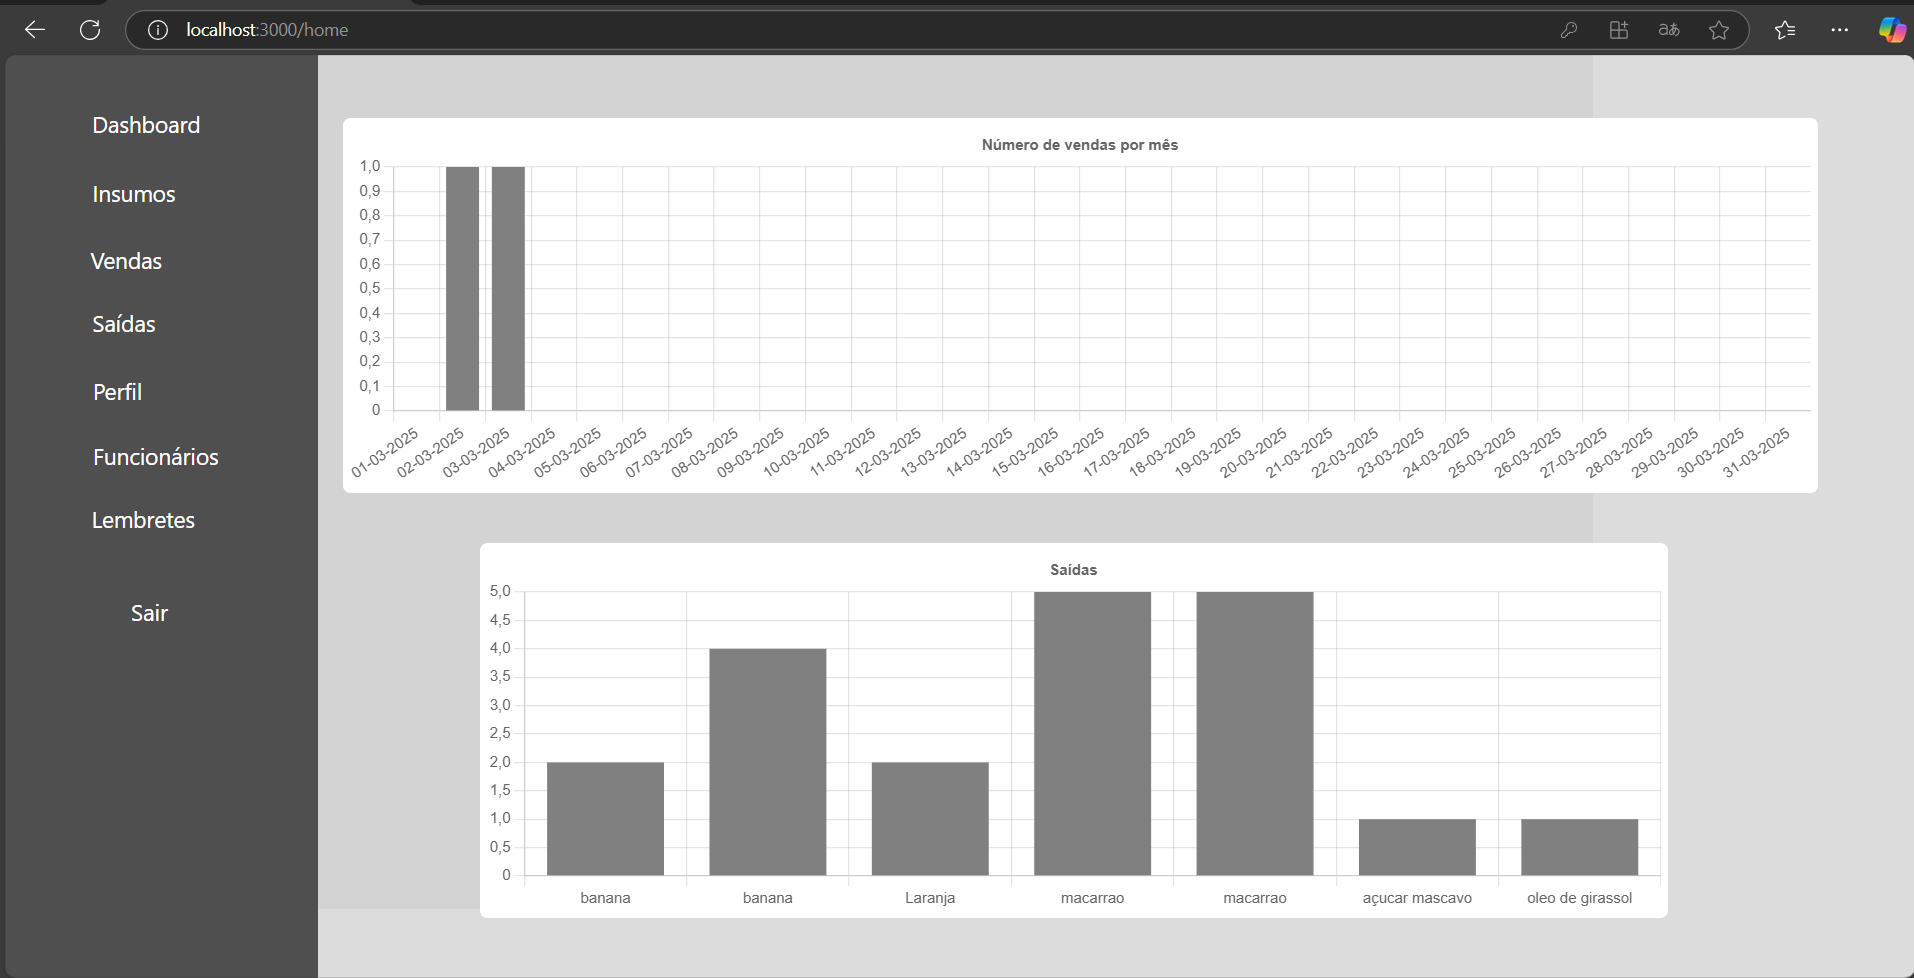 localhost:3000/home
Dashboard
Insumos
Vendas
Saídas
Perfil
Funcionários
Lembretes
Sair
Número de vendas por mês
1,0
0,9
0,8
0,7
0,6
0,5
0,4
0,3
0,2
0,1
0
01-03-2025
02-03-2025
03-03-2025
04-03-2025
05-03-2025
06-03-2025
07-03-2025
08-03-2025
09-03-2025
10-03-2025
11-03-2025
12-03-2025
13-03-2025
14-03-2025
15-03-2025
16-03-2025
17-03-2025
18-03-2025
19-03-2025
20-03-2025
21-03-2025
22-03-2025
23-03-2025
24-03-2025
25-03-2025
26-03-2025
27-03-2025
28-03-2025
29-03-2025
30-03-2025
31-03-2025
Saídas
5,0
4,5
4,0
3,5
3,0
2,5
2,0
1,5
1,0
0,5
0
banana
banana
Laranja
macarrao
macarrao
açucar mascavo
oleo de girassol